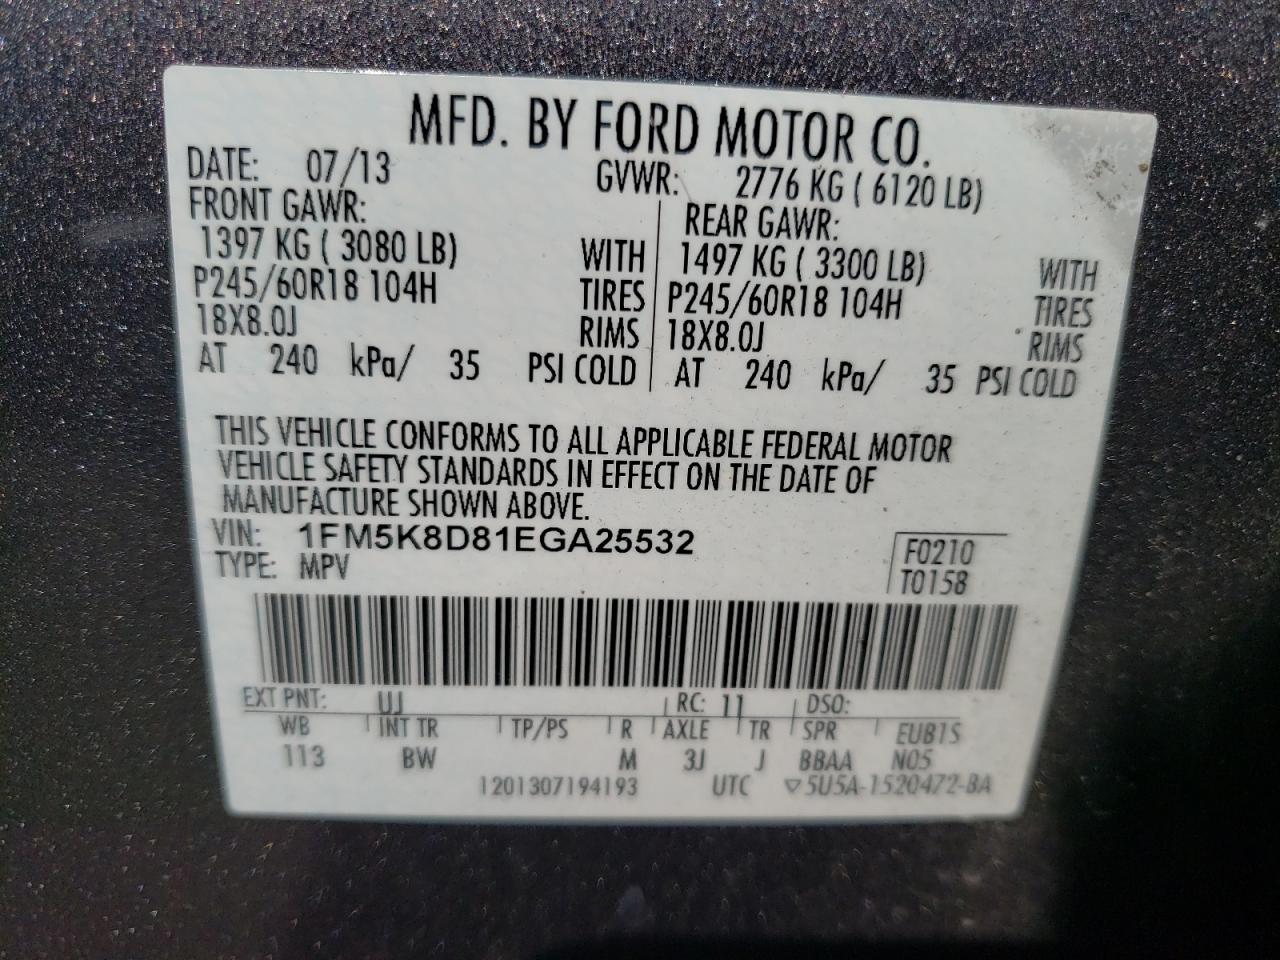 MFD. BY FORD MOTOR CO.
DATE: 07/13 GVWR: 2776 KG ( 6120 LB)
FRONT GAWR: REAR GAWR:
1397 KG ( 3080 LB) WITH 1497 KG ( 3300 LB) WITH
P245/60R18 104H TIRES P245/60R18 104H TIRES
18X8.0J RIMS 18X8.0J RIMS
AT 240 kPa/ 35 PSI COLD AT 240 kPa/ 35 PSI COLD
THIS VEHICLE CONFORMS TO ALL APPLICABLE FEDERAL MOTOR
VEHICLE SAFETY STANDARDS IN EFFECT ON THE DATE OF
MANUFACTURE SHOWN ABOVE.
VIN: 1FM5K8D81EGA25532 F0210
TYPE: MPV T0158
EXT PNT: UJ RC: 11 DSO:
WB INT TR TP/PS R AXLE TR SPR EUB1S
113 BW M 3J J BBAA N05
1201307194193 UTC ▽5U5A-1520472-BA